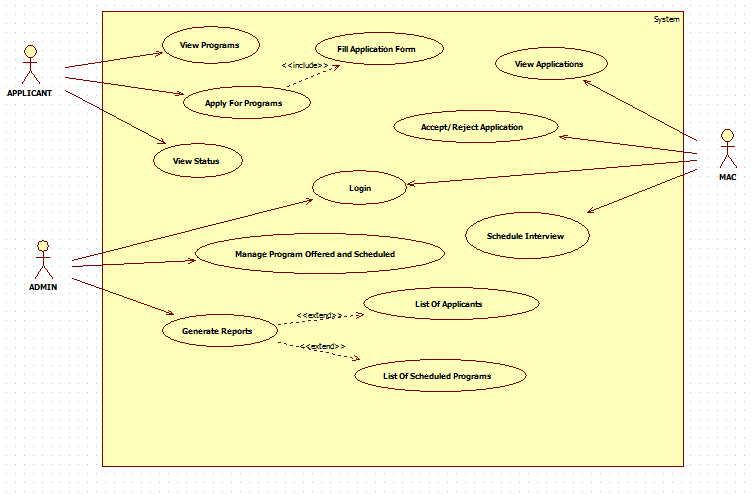 System
View Programs
Fill Application Form
View Applications
<<include>>
APPLICANT
Apply For Programs
Accept/Reject Application
View Status
MAC
Login
Schedule Interview
Manage Program Offered and Scheduled
ADMIN
List Of Applicants
<<extend>>
Generate Reports
<<extend>>
List Of Scheduled Programs